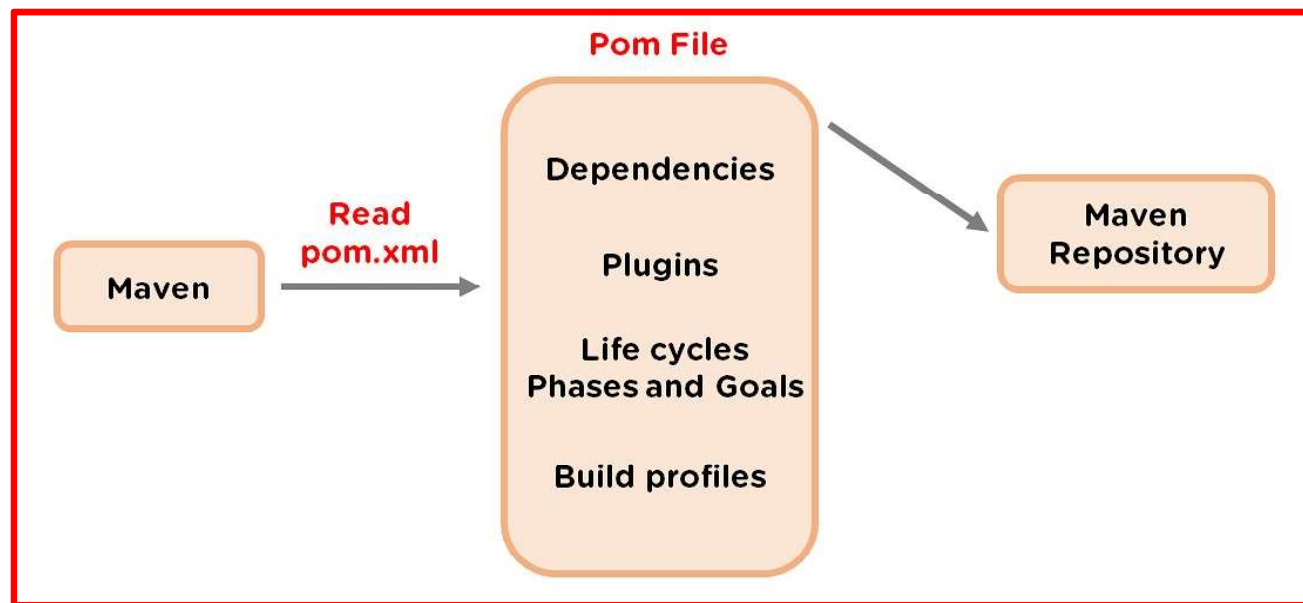 Pom File
Dependencies
Read
pom.xml
Maven
Plugins
Life cycles
Phases and Goals
Build profiles
Maven
Repository